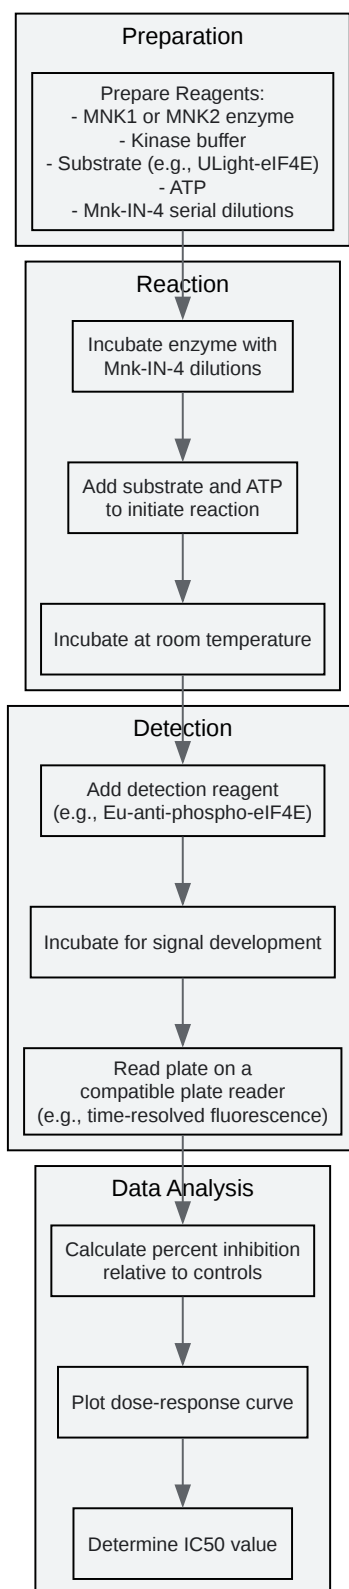 Preparation
Prepare Reagents:
- MNK1 or MNK2 enzyme
- Kinase buffer
- Substrate (e.g., ULight-eIF4E)
- ATP
- Mnk-IN-4 serial dilutions
Reaction
Incubate enzyme with
Mnk-IN-4 dilutions
Add substrate and ATP
to initiate reaction
Incubate at room temperature
Detection
Add detection reagent
(e.g., Eu-anti-phospho-eIF4E)
Incubate for signal development
Read plate on a
compatible plate reader
(e.g., time-resolved fluorescence)
Data Analysis
Calculate percent inhibition
relative to controls
Plot dose-response curve
Determine IC50 value